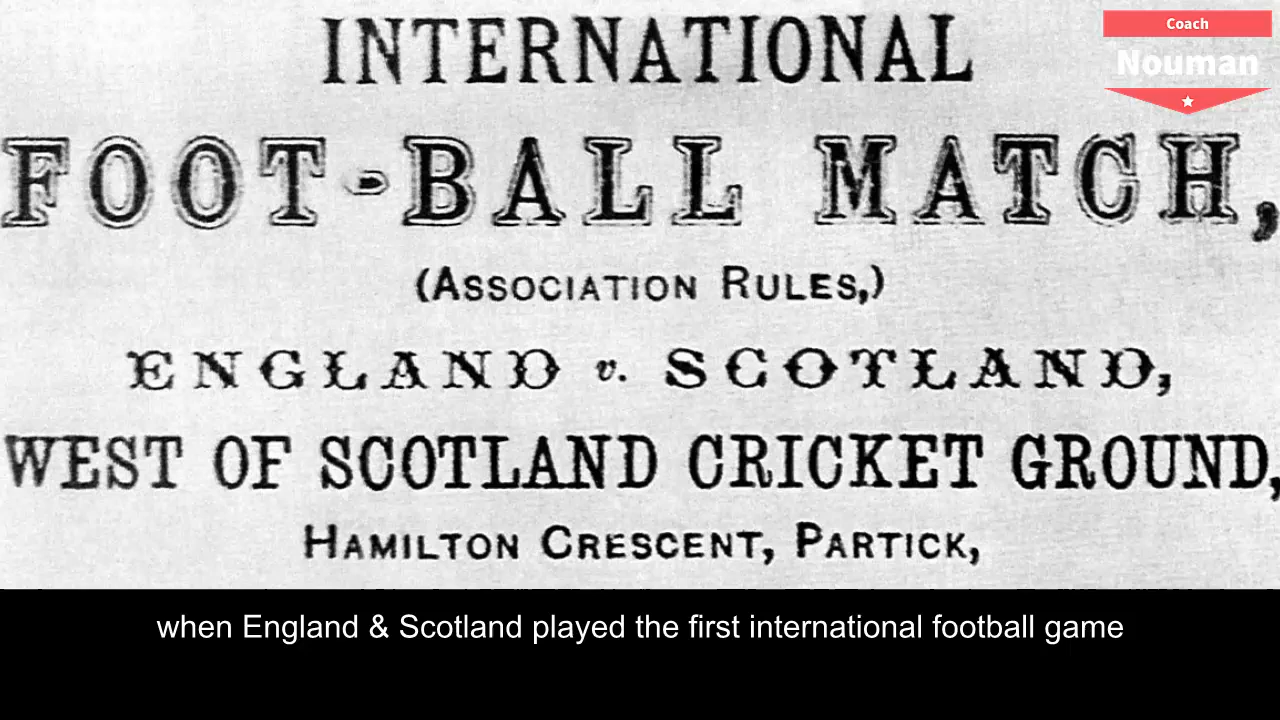 Coach
Nouman
INTERNATIONAL
FOOT-BALL MATCH,
(ASSOCIATION RULES,)
ENGLAND v. SCOTLAND,
WEST OF SCOTLAND CRICKET GROUND,
HAMILTON CRESCENT, PARTICK,
when England & Scotland played the first international football game